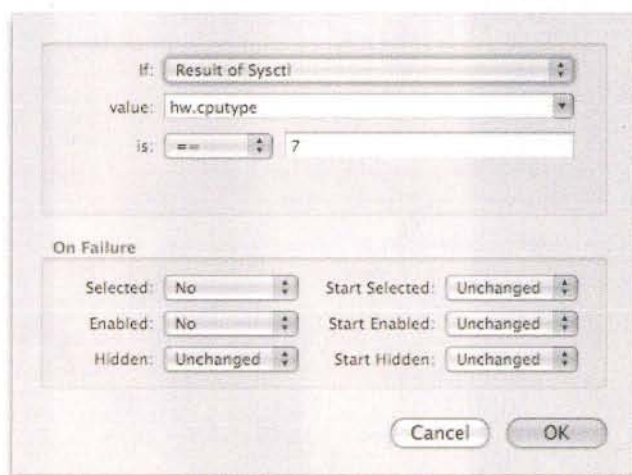 If: Result of Sysctl
value: hw.cputype
is: == 7
On Failure
Selected: No Start Selected: Unchanged
Enabled: No Start Enabled: Unchanged
Hidden: Unchanged Start Hidden: Unchanged
Cancel OK